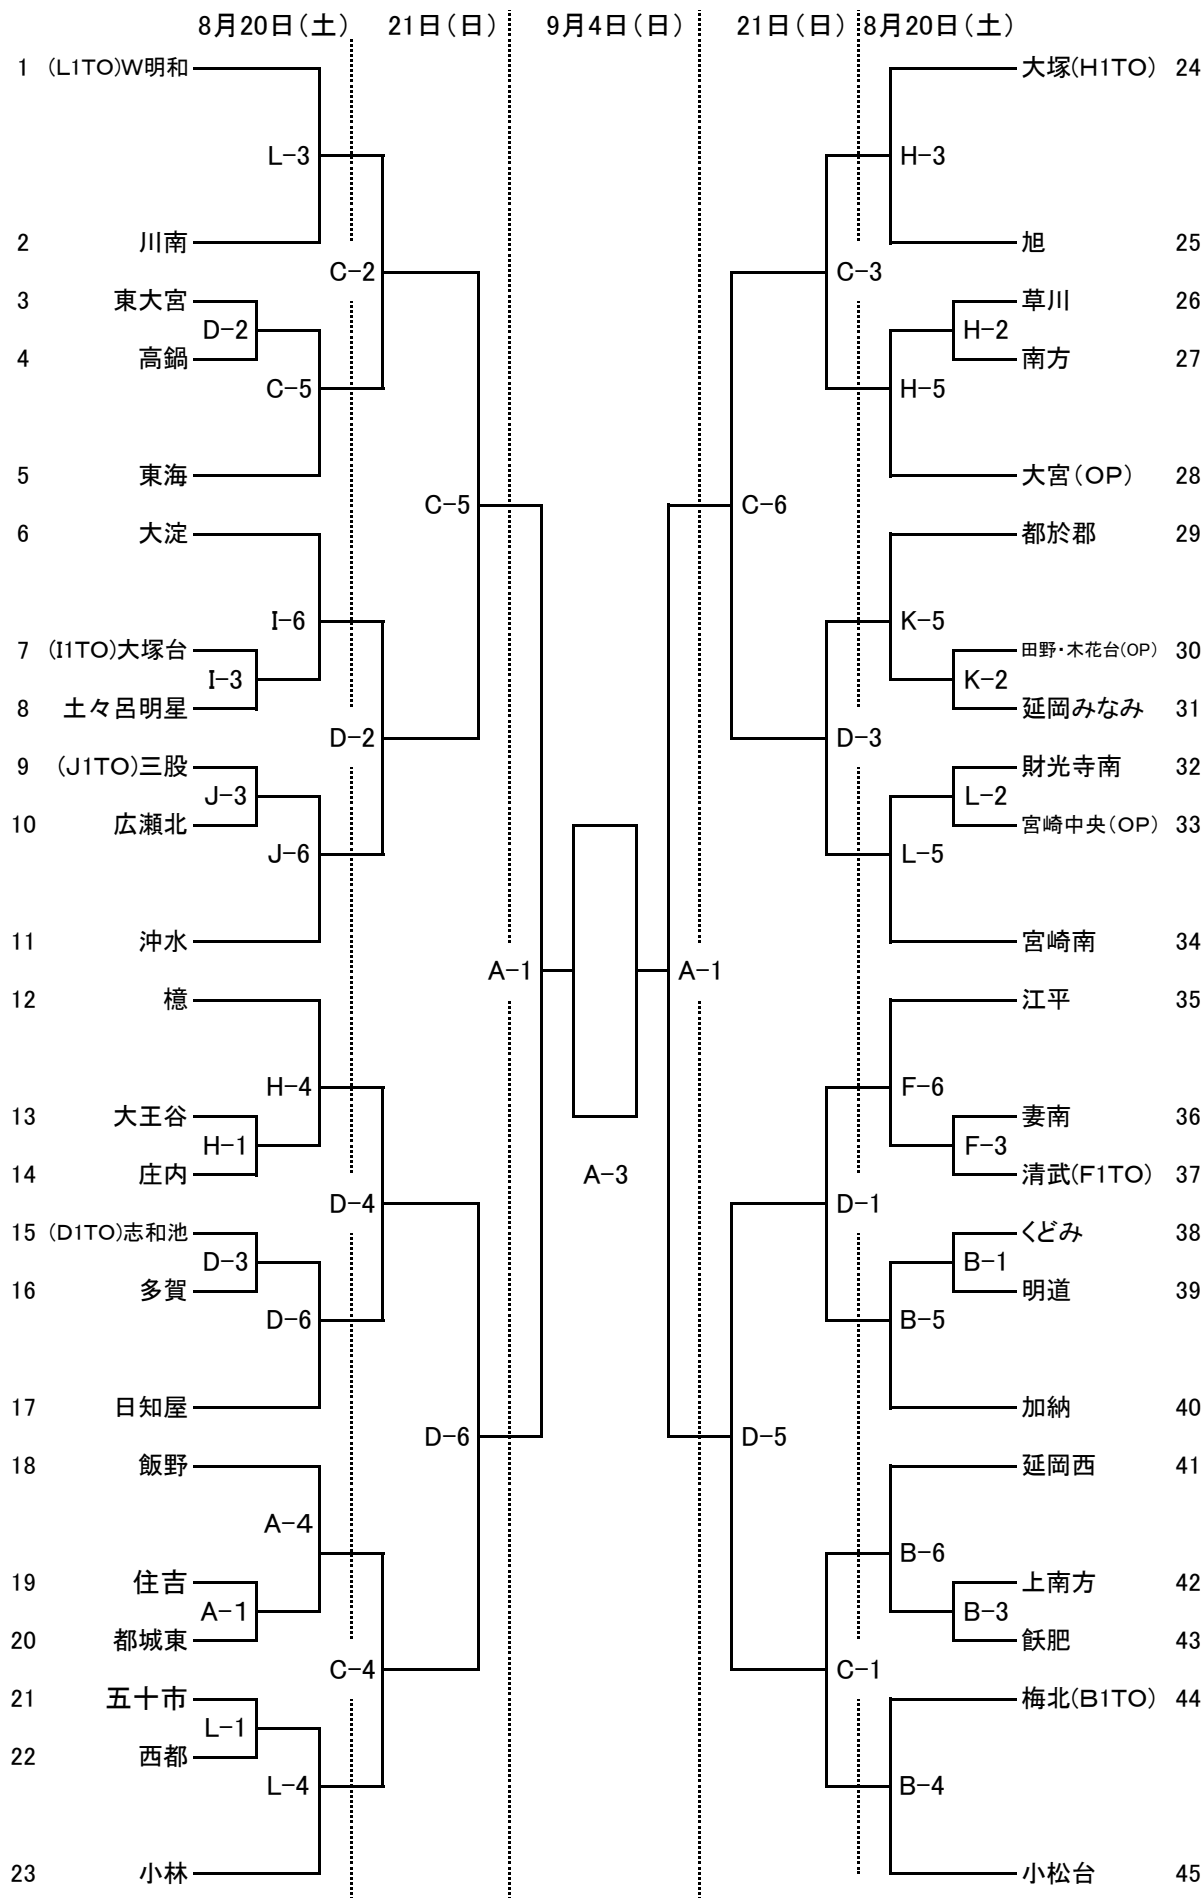 8月20日(土) 21日(日) 9月4日(日) 21日(日) 8月20日(土)
1 (L1TO)W明和 大塚(H1TO) 24
L-3 H-3
2 川南 旭 25
C-2 C-3
3 東大宮 草川 26
D-2 H-2
4 高鍋 南方 27
C-5 H-5
5 東海 大宮(OP) 28
C-5 C-6
6 大淀 都於郡 29
I-6 K-5
7 (I1TO)大塚台 田野・木花台(OP) 30
I-3 K-2
8 土々呂明星 延岡みなみ 31
D-2 D-3
9 (J1TO)三股 財光寺南 32
J-3 L-2
10 広瀬北 宮崎中央(OP) 33
J-6 L-5
11 沖水 宮崎南 34
A-1 A-1
12 檍 江平 35
H-4 F-6
13 大王谷 妻南 36
H-1 F-3
14 庄内 A-3 清武(F1TO) 37
D-4 D-1
15 (D1TO)志和池 くどみ 38
D-3 B-1
16 多賀 明道 39
D-6 B-5
17 日知屋 加納 40
D-6 D-5
18 飯野 延岡西 41
A-4 B-6
19 住吉 上南方 42
A-1 B-3
20 都城東 飫肥 43
C-4 C-1
21 五十市 梅北(B1TO) 44
L-1
22 西都
L-4 B-4
23 小林 小松台 45